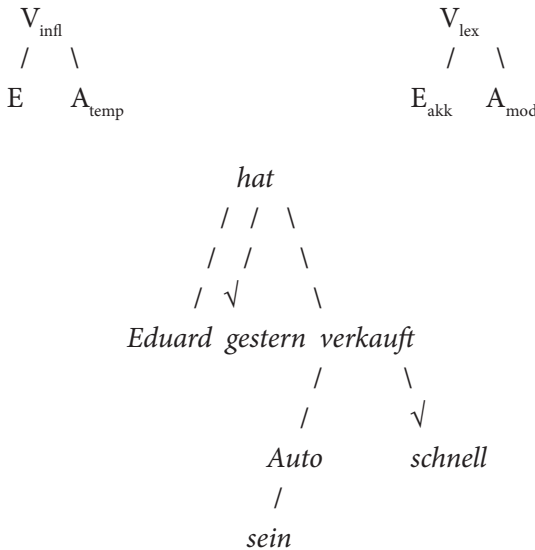 V_infl V_lex
/ \ / \
E A_temp E_akk A_mod
hat
/ / \
/ / \
/ √ \
Eduard gestern verkauft
/ \
/ √
Auto schnell
/
sein